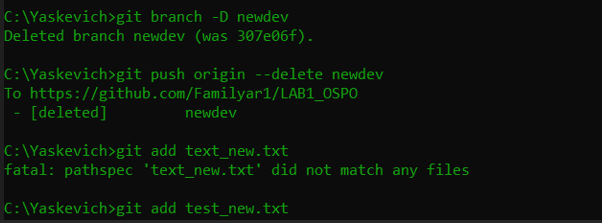 C:\Yaskevich>git branch -D newdev
Deleted branch newdev (was 307e06f).
C:\Yaskevich>git push origin --delete newdev
To https://github.com/Familyar1/LAB1_OSPO
 - [deleted]         newdev
C:\Yaskevich>git add text_new.txt
fatal: pathspec 'text_new.txt' did not match any files
C:\Yaskevich>git add test_new.txt